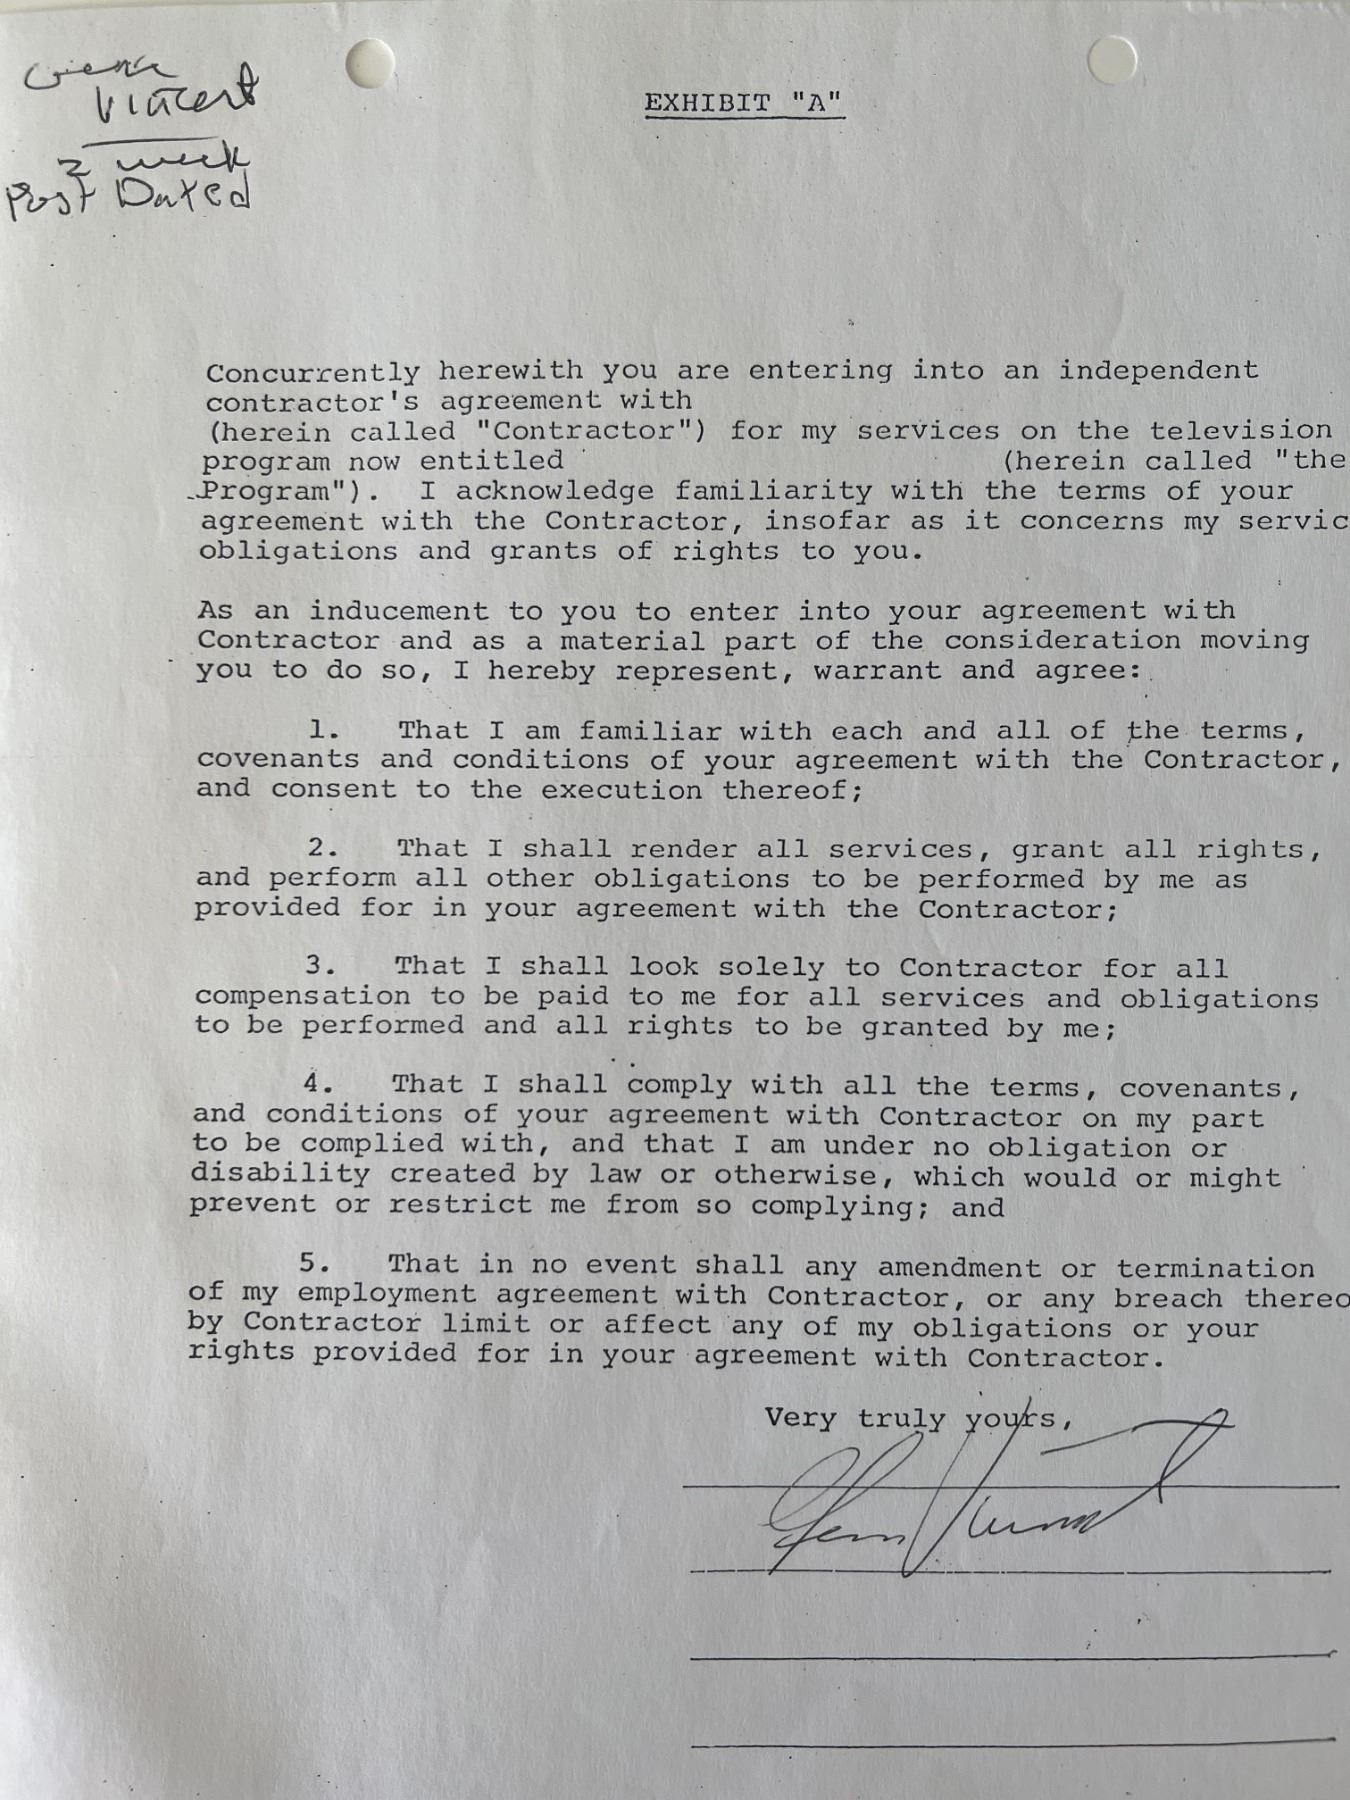 Gene
Vincent
2 week
Post Dated
EXHIBIT "A"
Concurrently herewith you are entering into an independent
contractor's agreement with
(herein called "Contractor") for my services on the television
program now entitled (herein called "the
Program"). I acknowledge familiarity with the terms of your
agreement with the Contractor, insofar as it concerns my servic
obligations and grants of rights to you.
As an inducement to you to enter into your agreement with
Contractor and as a material part of the consideration moving
you to do so, I hereby represent, warrant and agree:
1. That I am familiar with each and all of the terms,
covenants and conditions of your agreement with the Contractor,
and consent to the execution thereof;
2. That I shall render all services, grant all rights,
and perform all other obligations to be performed by me as
provided for in your agreement with the Contractor;
3. That I shall look solely to Contractor for all
compensation to be paid to me for all services and obligations
to be performed and all rights to be granted by me;
4. That I shall comply with all the terms, covenants,
and conditions of your agreement with Contractor on my part
to be complied with, and that I am under no obligation or
disability created by law or otherwise, which would or might
prevent or restrict me from so complying; and
5. That in no event shall any amendment or termination
of my employment agreement with Contractor, or any breach thereo
by Contractor limit or affect any of my obligations or your
rights provided for in your agreement with Contractor.
Very truly yours,
Gene Vincent